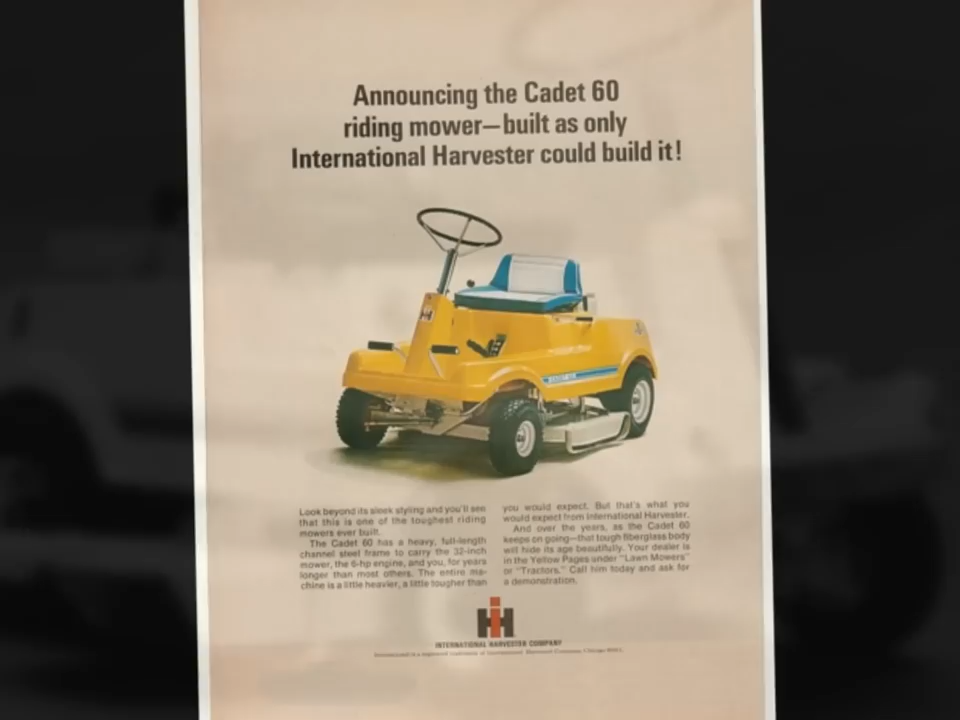 Announcing the Cadet 60
riding mower—built as only
International Harvester could build it!
Look beyond its sleek styling and you'll see
that this is one of the toughest riding
mowers ever built.
The Cadet 60 has a heavy, full-length
channel steel frame to carry the 32-inch
mower, the 6-hp engine, and you, for years
longer than most others. The entire ma-
chine is a little heavier, a little tougher than
you would expect. But that's what you
would expect from International Harvester.
And over the years, as the Cadet 60
keeps on going—that tough fiberglass body
will hide its age beautifully. Your dealer is
in the Yellow Pages under "Lawn Mowers"
or "Tractors." Call him today and ask for
a demonstration.
IH
INTERNATIONAL HARVESTER COMPANY